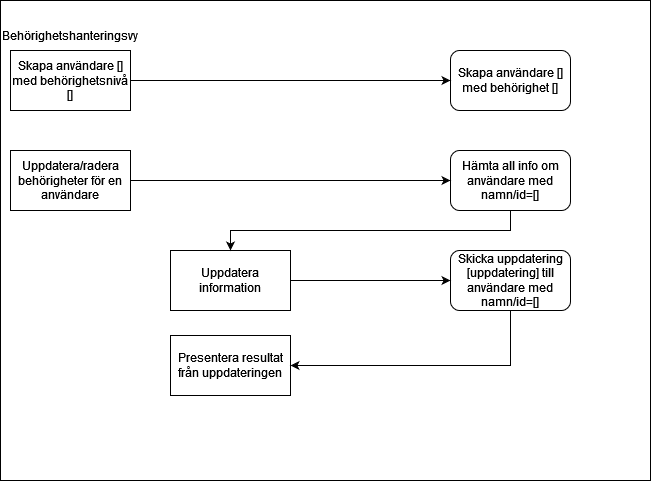 Behörighetshanteringsvy
Skapa användare []
med behörighetsnivå
[]
Skapa användare []
med behörighet []
Uppdatera/radera
behörigheter för en
användare
Hämta all info om
användare med
namn/id=[]
Uppdatera
information
Skicka uppdatering
[uppdatering] till
användare med
namn/id=[]
Presentera resultat
från uppdateringen